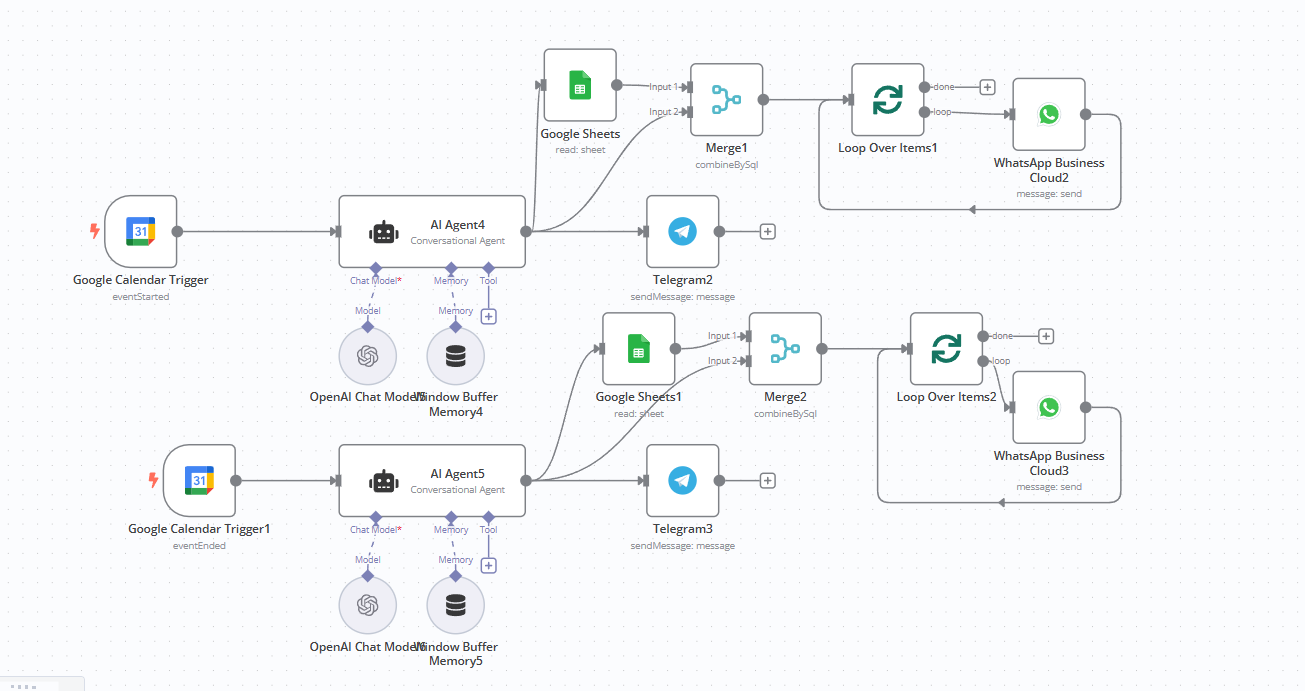 Google Sheets
read: sheet
Input 1
Input 2
Merge1
combineBySql
Loop Over Items1
done
loop
WhatsApp Business
Cloud2
message: send
31
Google Calendar Trigger
eventStarted
AI Agent4
Conversational Agent
Chat Model*
Memory
Tool
Model
Memory
OpenAI Chat Model
Window Buffer
Memory4
Telegram2
sendMessage: message
Google Sheets1
read: sheet
Input 1
Input 2
Merge2
combineBySql
Loop Over Items2
done
loop
WhatsApp Business
Cloud3
message: send
31
Google Calendar Trigger1
eventEnded
AI Agent5
Conversational Agent
Chat Model*
Memory
Tool
Model
Memory
OpenAI Chat Model
Window Buffer
Memory5
Telegram3
sendMessage: message